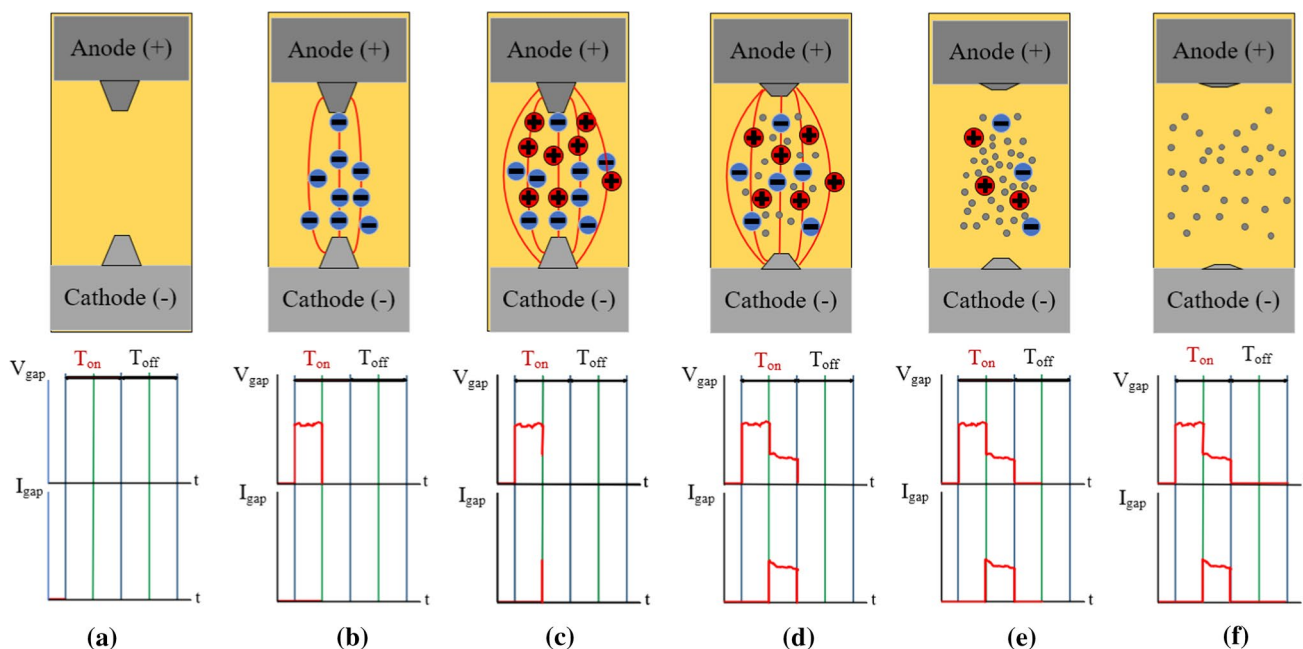 Anode (+) Anode (+) Anode (+) Anode (+) Anode (+) Anode (+)
Cathode (-) Cathode (-) Cathode (-) Cathode (-) Cathode (-) Cathode (-)
Ton Toff Ton Toff Ton Toff Ton Toff Ton Toff Ton Toff
Vgap Vgap Vgap Vgap Vgap Vgap
t t t t t t
Igap Igap Igap Igap Igap Igap
t t t t t t
(a) (b) (c) (d) (e) (f)